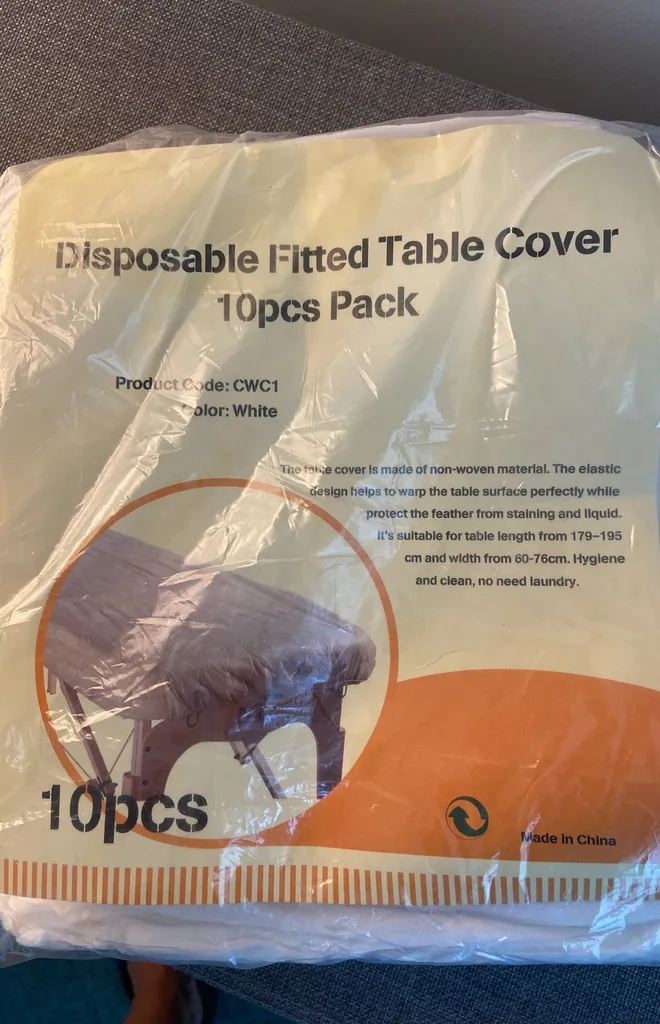 Disposable Fitted Table Cover
10pcs Pack
Product Code: CWC1
Color: White
The table cover is made of non-woven material. The elastic
design helps to warp the table surface perfectly while
protect the feather from staining and liquid.
It's suitable for table length from 179–195
cm and width from 60-76cm. Hygiene
and clean, no need laundry.
10pcs
Made in China